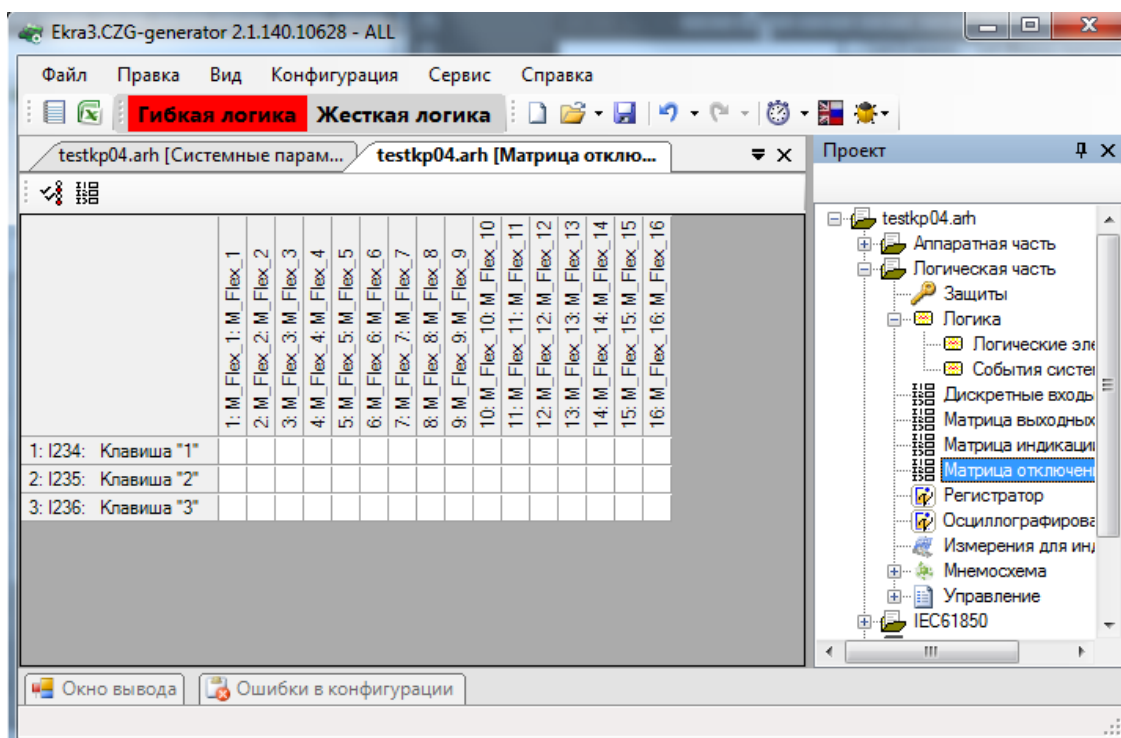 Ekra3.CZG-generator 2.1.140.10628 - ALL
Файл Правка Вид Конфигурация Сервис Справка
Гибкая логика Жесткая логика
testkp04.arh [Системные парам... testkp04.arh [Матрица отклю...
1: M_Flex_1: M_Flex_1
2: M_Flex_2: M_Flex_2
3: M_Flex_3: M_Flex_3
4: M_Flex_4: M_Flex_4
5: M_Flex_5: M_Flex_5
6: M_Flex_6: M_Flex_6
7: M_Flex_7: M_Flex_7
8: M_Flex_8: M_Flex_8
9: M_Flex_9: M_Flex_9
10: M_Flex_10: M_Flex_10
11: M_Flex_11: M_Flex_11
12: M_Flex_12: M_Flex_12
13: M_Flex_13: M_Flex_13
14: M_Flex_14: M_Flex_14
15: M_Flex_15: M_Flex_15
16: M_Flex_16: M_Flex_16
1: I234: Клавиша "1"
2: I235: Клавиша "2"
3: I236: Клавиша "3"
Проект
testkp04.arh
Аппаратная часть
Логическая часть
Защиты
Логика
Логические эле
События систе
Дискретные входы
Матрица выходных
Матрица индикации
Матрица отключени
Регистратор
Осциллографирова
Измерения для инд
Мнемосхема
Управление
IEC61850
Окно вывода Ошибки в конфигурации